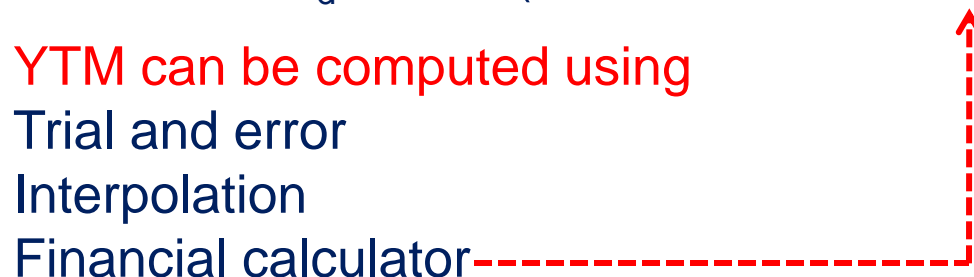 YTM can be computed using
Trial and error
Interpolation
Financial calculator